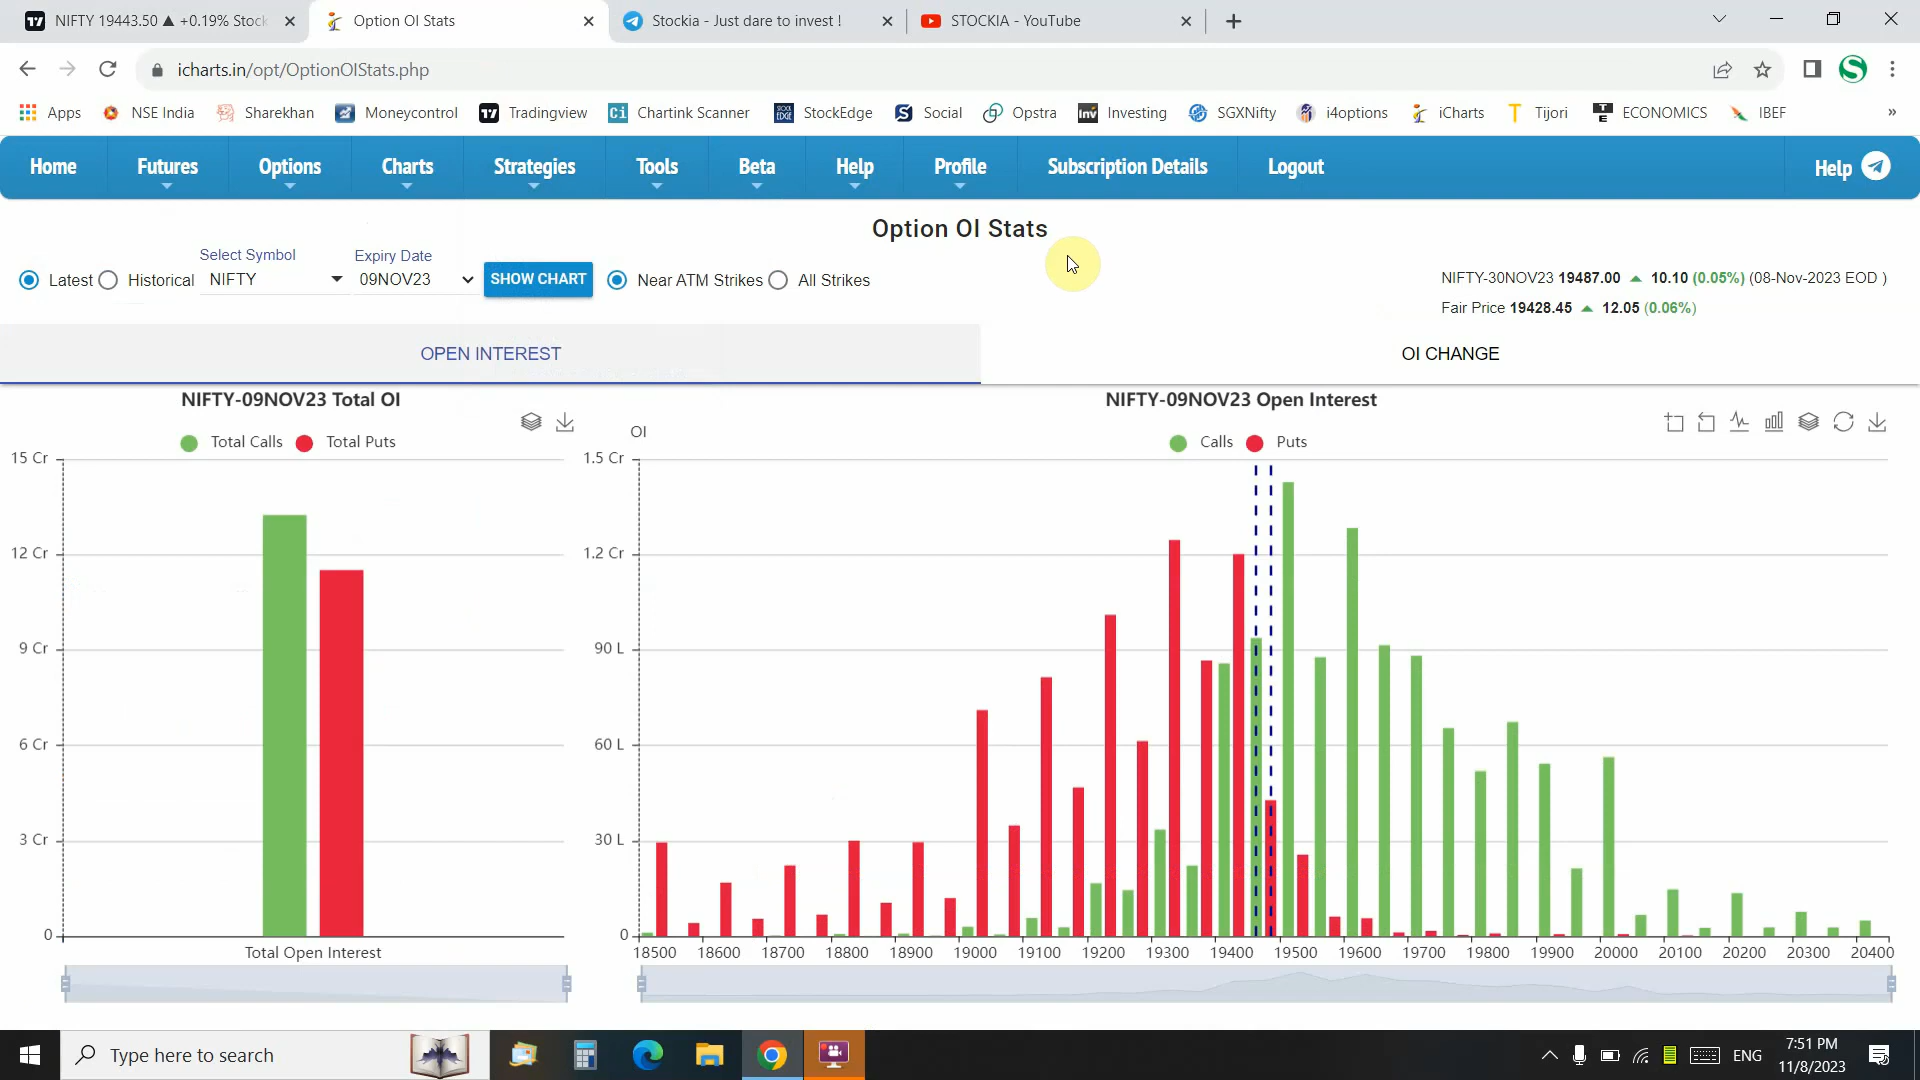 NIFTY 19443.50 ▲ +0.19% Stock
Option OI Stats
Stockia - Just dare to invest !
STOCKIA - YouTube
icharts.in/opt/OptionOIStats.php
Apps
NSE India
Sharekhan
Moneycontrol
Tradingview
Chartink Scanner
StockEdge
Social
Opstra
Investing
SGXNifty
i4options
iCharts
Tijori
ECONOMICS
IBEF
»
Home
Futures
Options
Charts
Strategies
Tools
Beta
Help
Profile
Subscription Details
Logout
Help
Option OI Stats
Select Symbol
Expiry Date
Latest
Historical
NIFTY
09NOV23
SHOW CHART
Near ATM Strikes
All Strikes
NIFTY-30NOV23 19487.00 ▲ 10.10 (0.05%) (08-Nov-2023 EOD )
Fair Price 19428.45 ▲ 12.05 (0.06%)
OPEN INTEREST
OI CHANGE
NIFTY-09NOV23 Total OI
Total Calls
Total Puts
15 Cr
12 Cr
9 Cr
6 Cr
3 Cr
0
Total Open Interest
NIFTY-09NOV23 Open Interest
OI
Calls
Puts
1.5 Cr
1.2 Cr
90 L
60 L
30 L
0
18500 18600 18700 18800 18900 19000 19100 19200 19300 19400 19500 19600 19700 19800 19900 20000 20100 20200 20300 20400
Type here to search
ENG
7:51 PM
11/8/2023